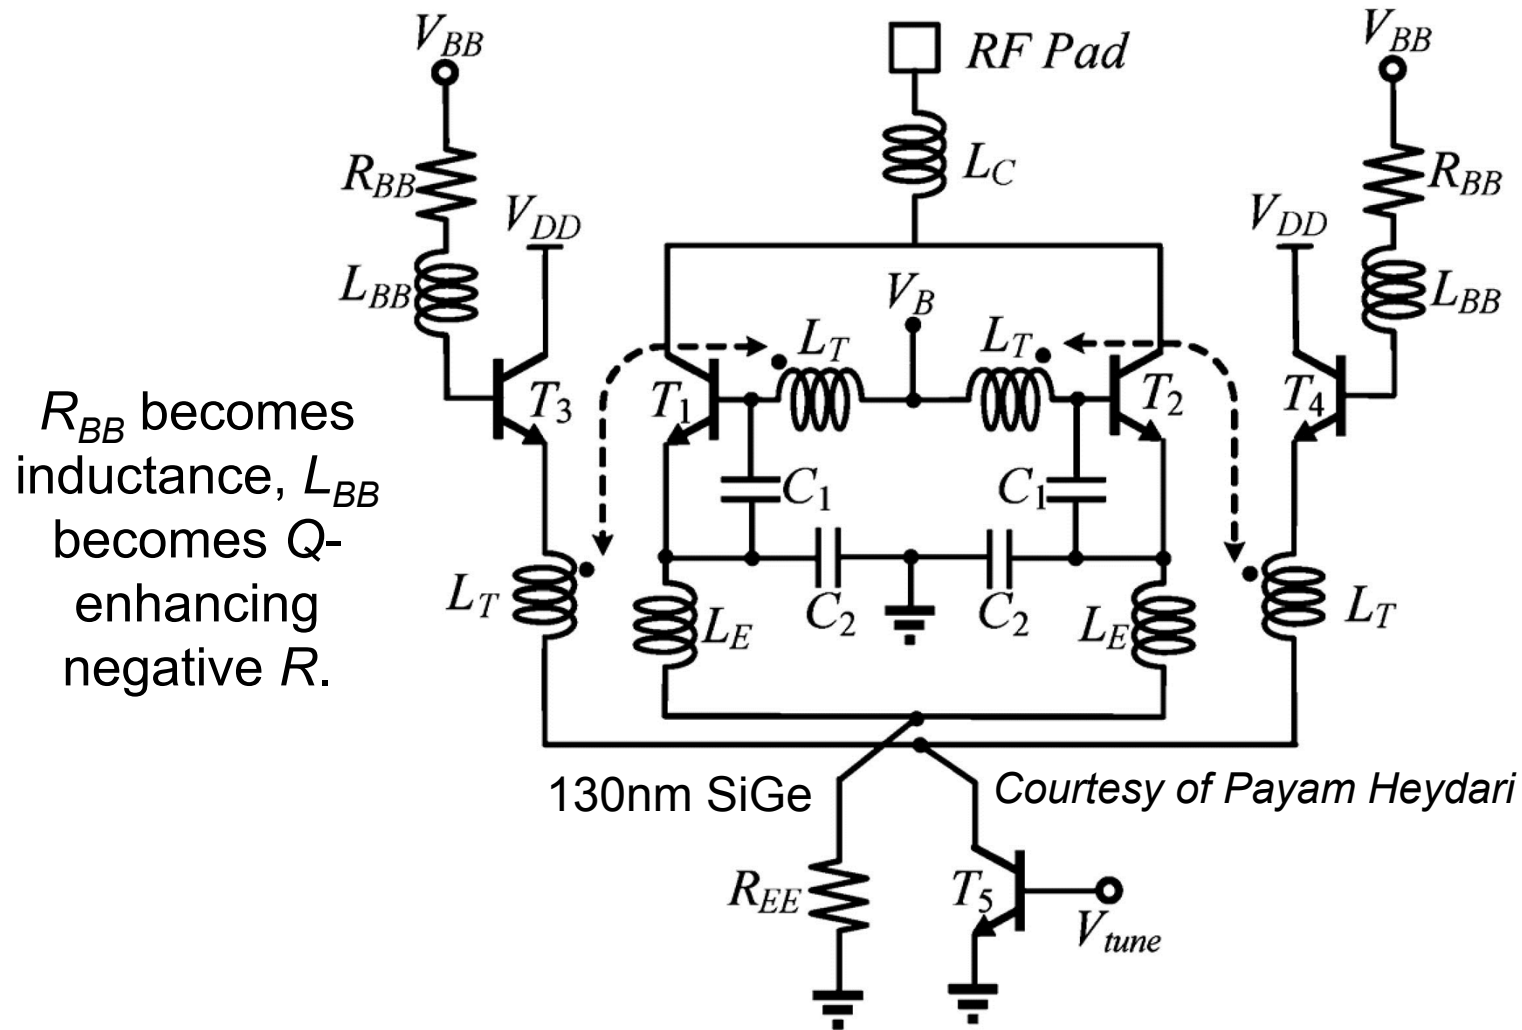 V_BB
RF Pad
V_BB
R_BB
L_C
R_BB
V_DD
V_DD
L_BB
V_B
L_BB
L_T
L_T
T_3
T_1
T_2
T_4
R_BB becomes
inductance, L_BB
becomes Q-
enhancing
negative R.
C_1
C_1
L_T
L_E
C_2
C_2
L_E
L_T
130nm SiGe
Courtesy of Payam Heydari
R_EE
T_5
V_tune